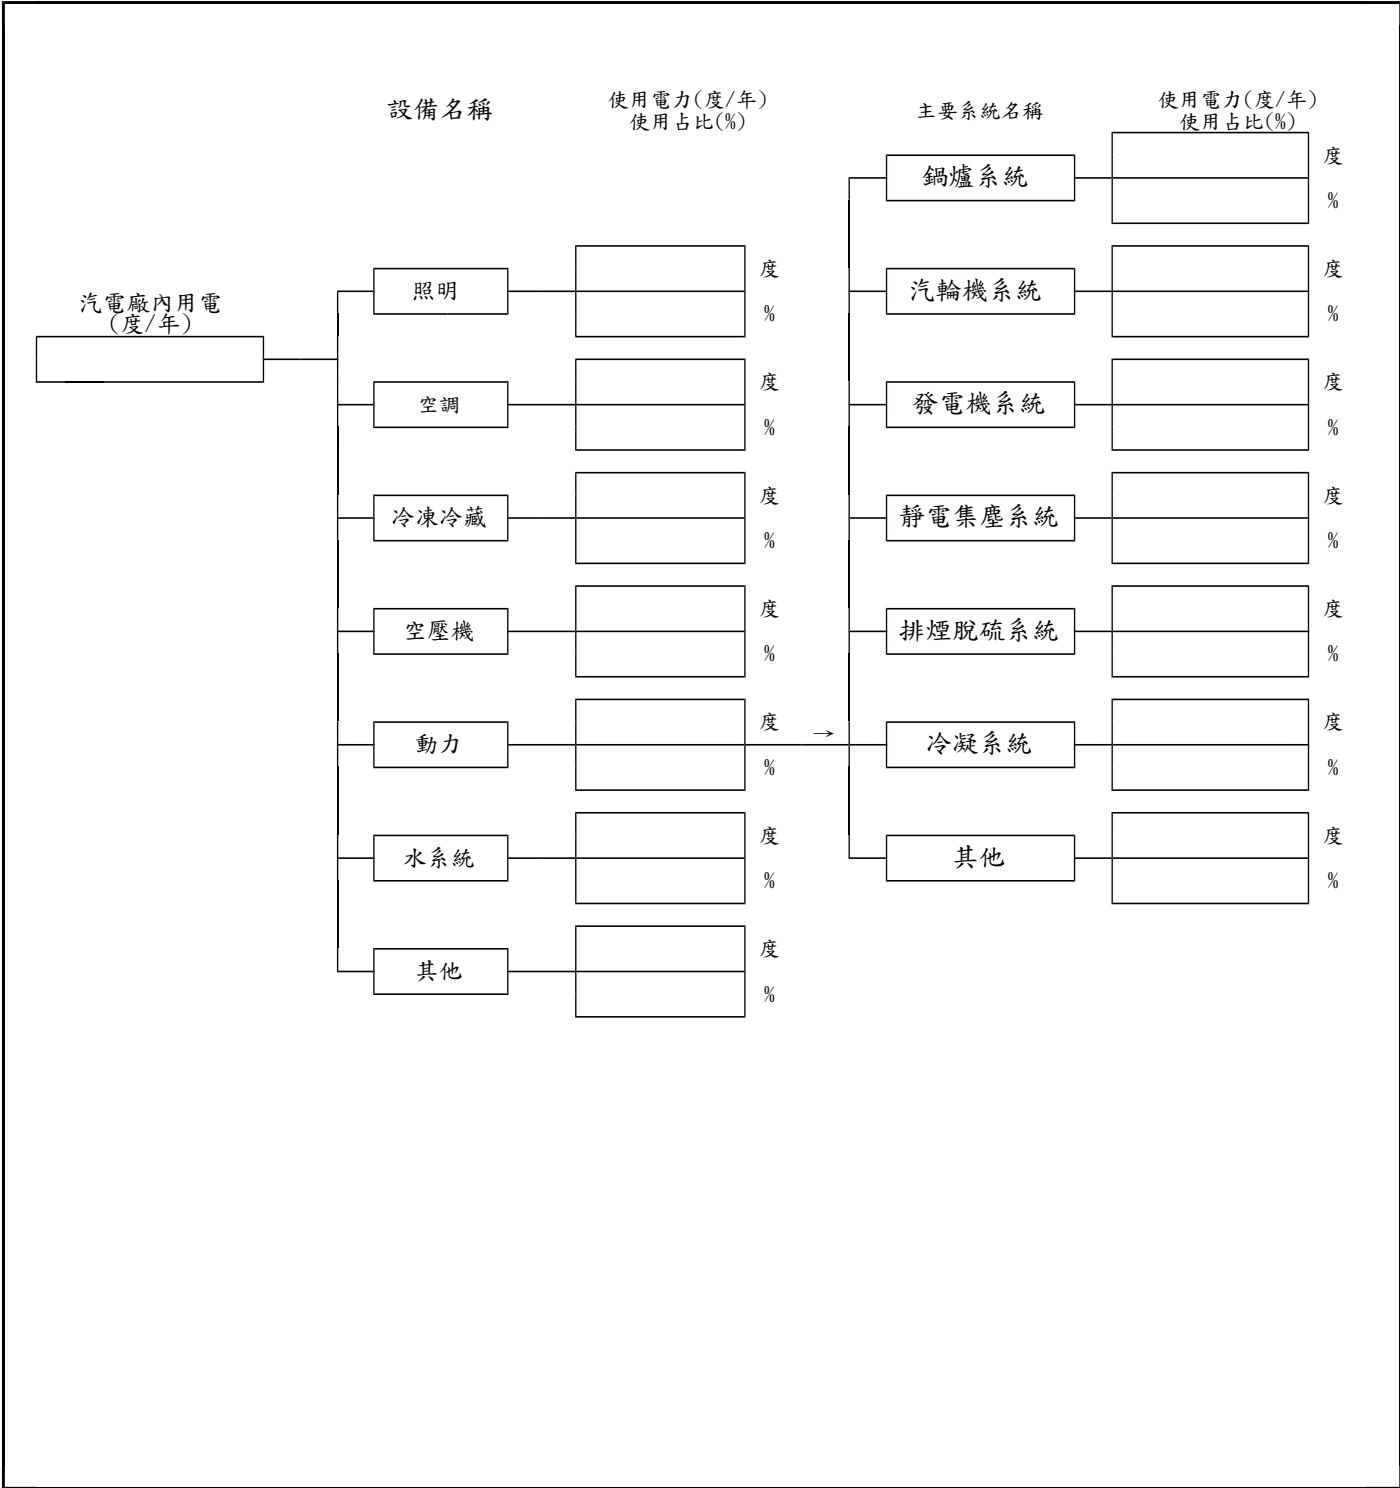 設備名稱
使用電力(度/年)
使用占比(%)
主要系統名稱
使用電力(度/年)
使用占比(%)
汽電廠內用電
(度/年)
照明
度
%
空調
度
%
冷凍冷藏
度
%
空壓機
度
%
動力
度
%
→
水系統
度
%
其他
度
%
鍋爐系統
度
%
汽輪機系統
度
%
發電機系統
度
%
靜電集塵系統
度
%
排煙脫硫系統
度
%
冷凝系統
度
%
其他
度
%